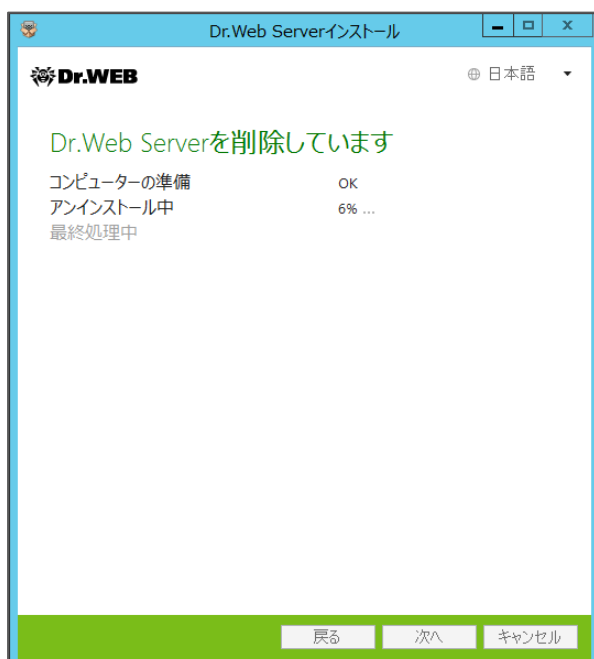 Dr.Web Serverインストール
Dr.WEB
日本語
Dr.Web Serverを削除しています
コンピューターの準備 OK
アンインストール中 6% ...
最終処理中
戻る 次へ キャンセル